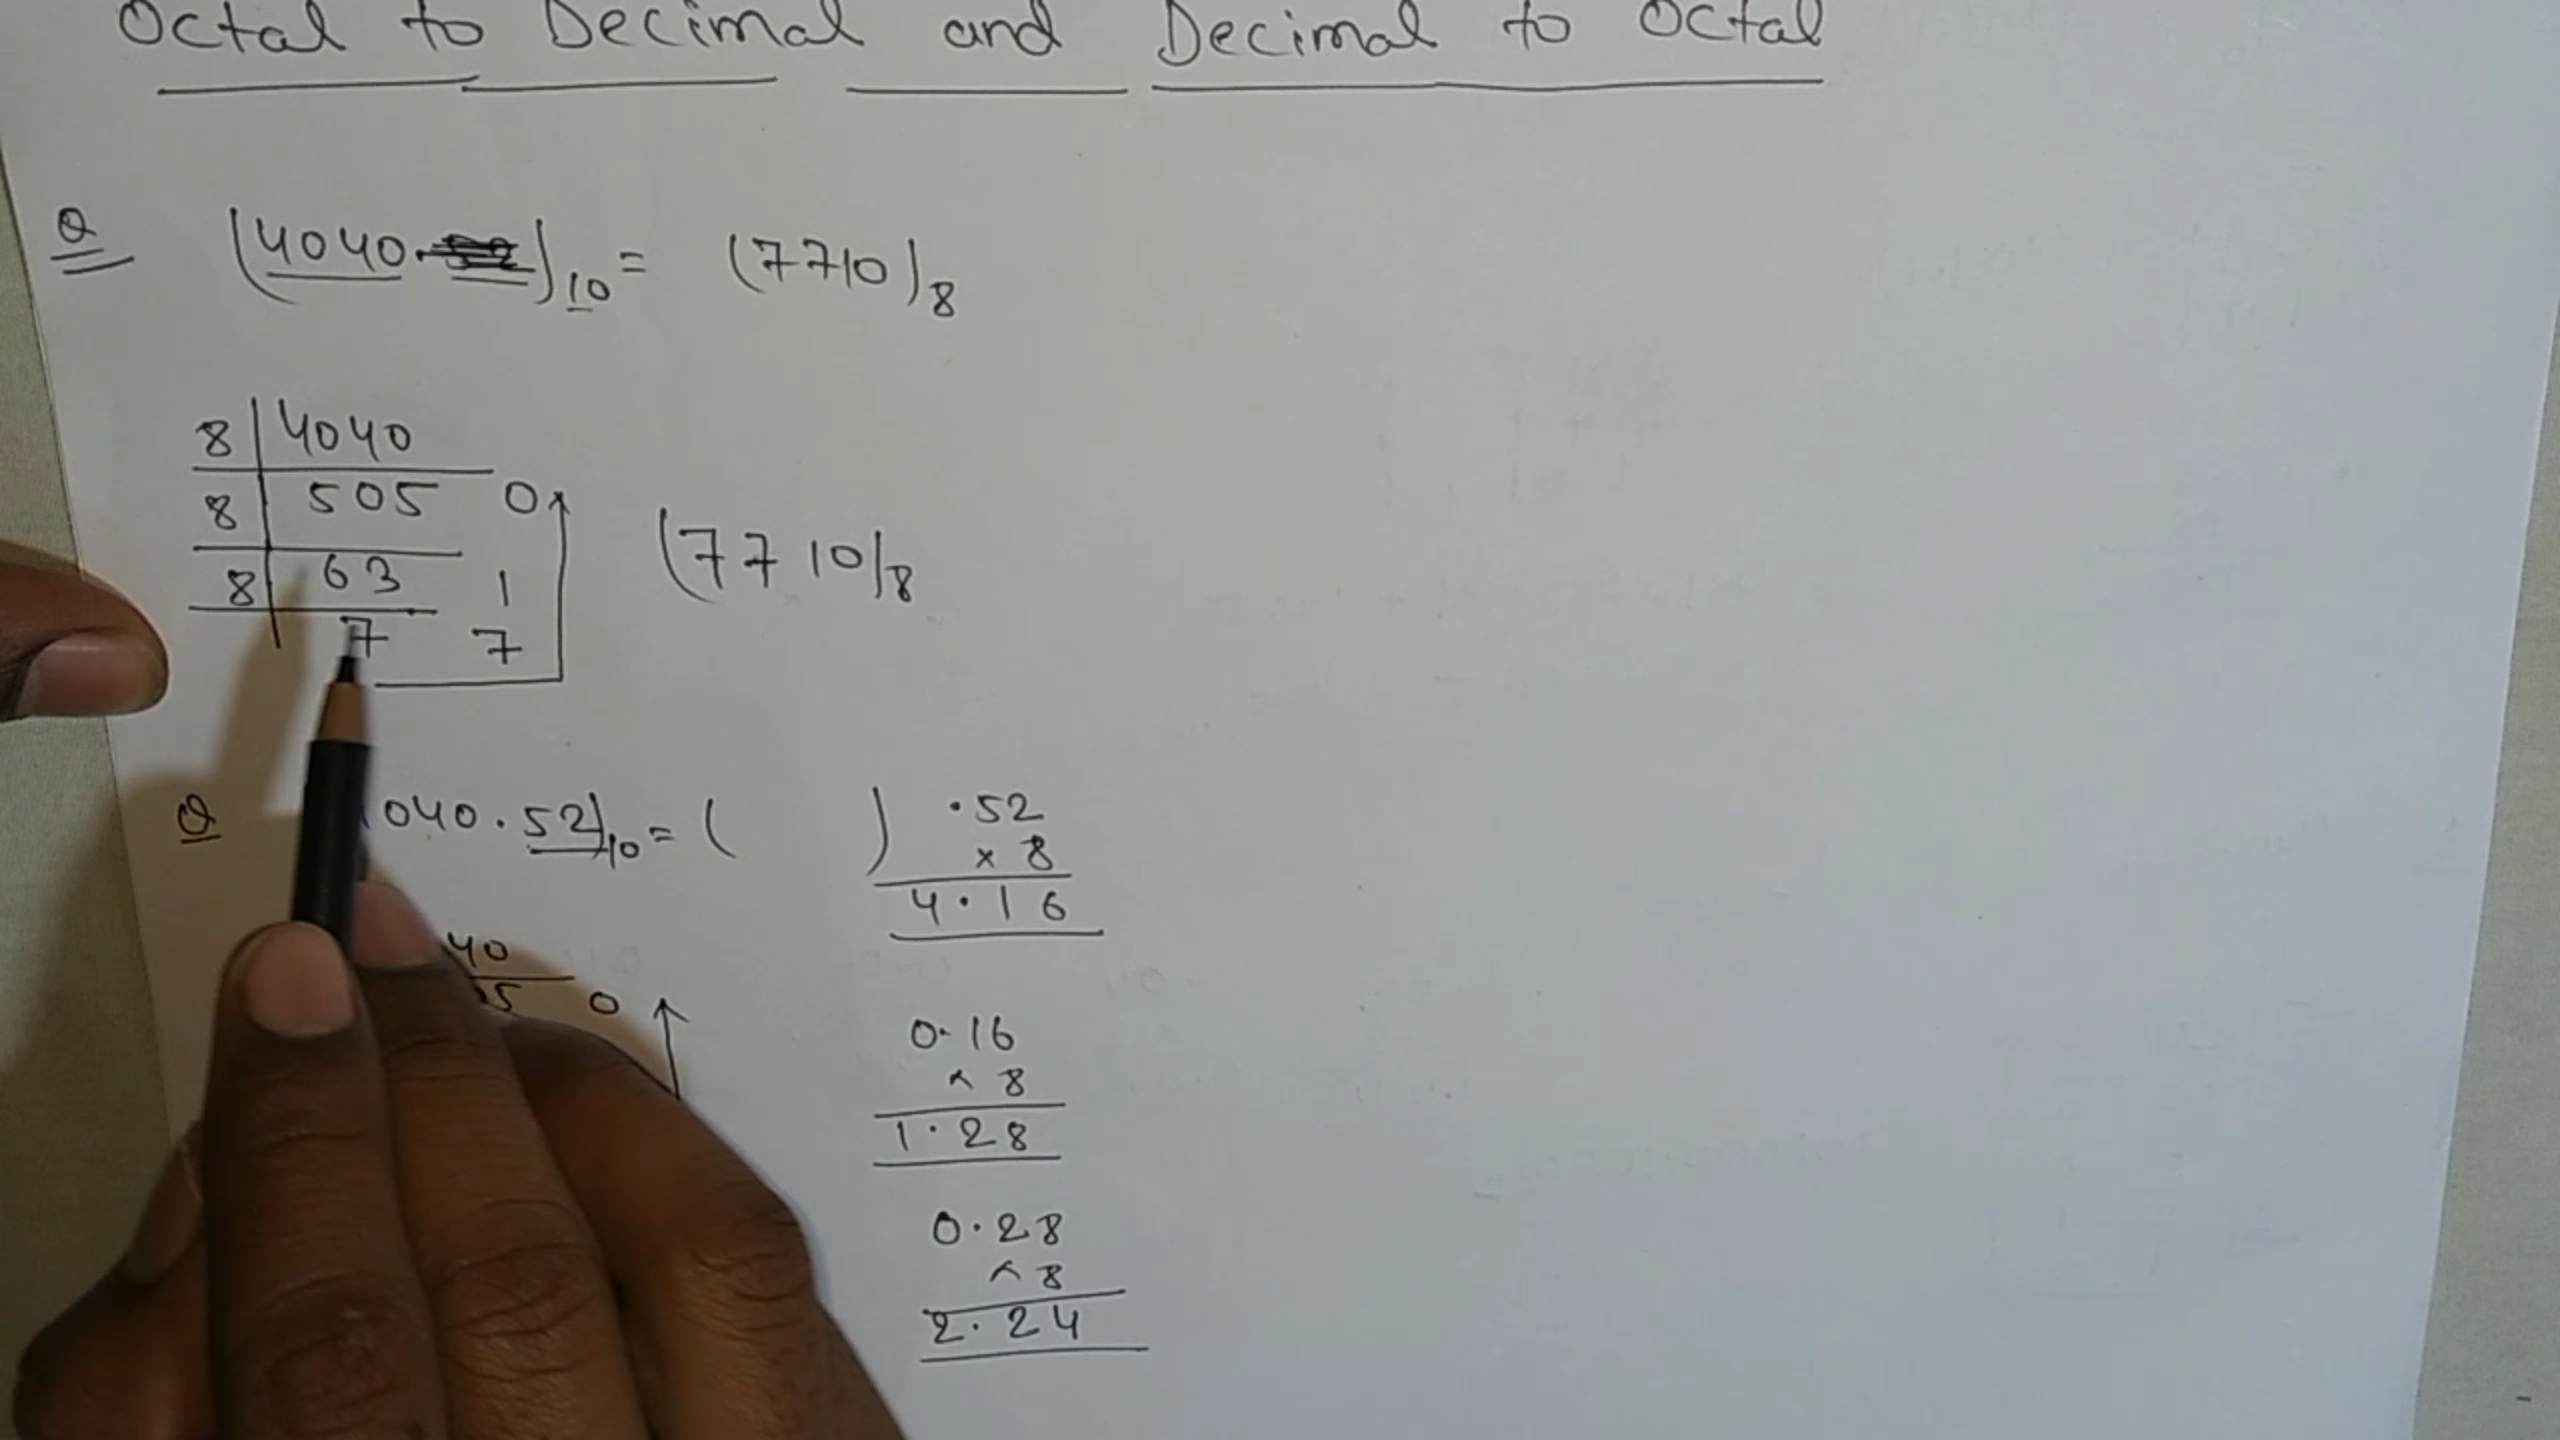 Octal to Decimal and Decimal to Octal
Q (4040. )10 = (7710)8
8 4040
8 505 0
8 63 1
7 7
(7710)8
Q 040.52)10 = ( )
40
5 0
.52
x 8
4.16
0.16
x 8
1.28
0.28
x 8
2.24